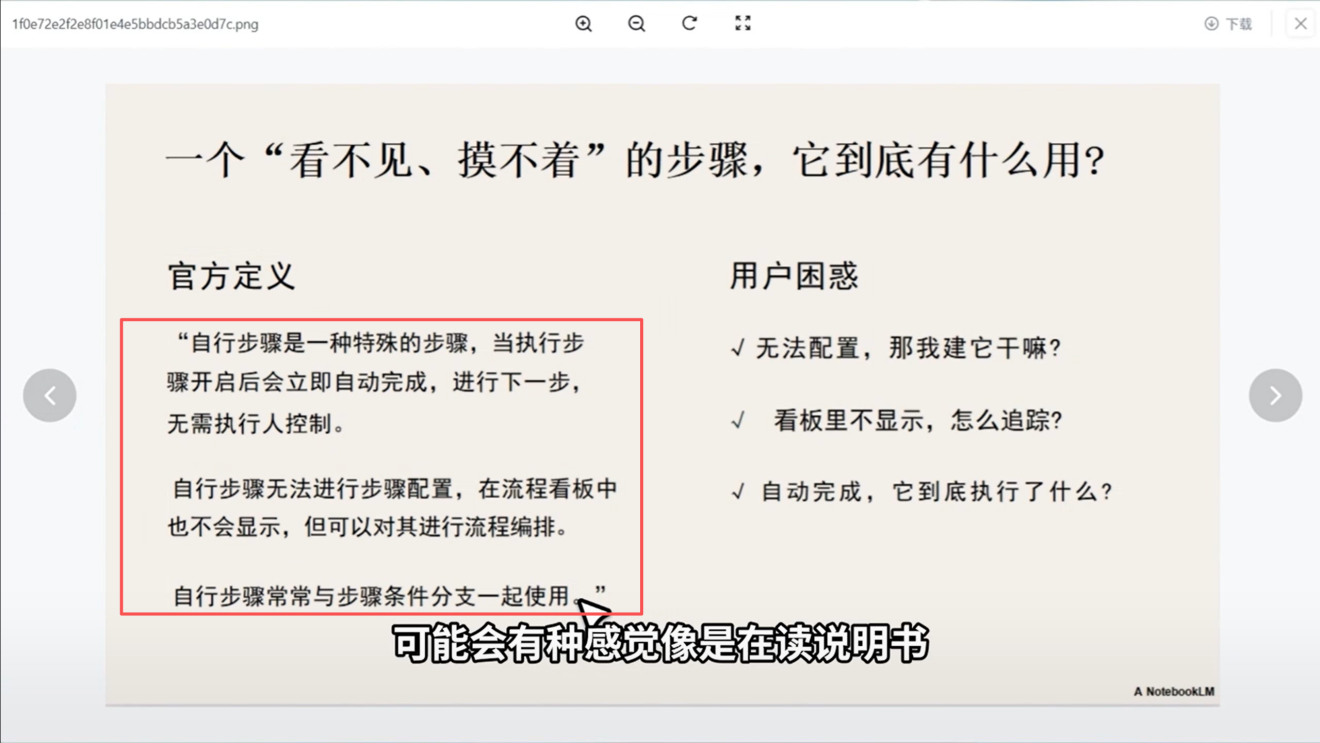 1f0e72e2f2e8f01e4e5bbdcb5a3e0d7c.png
下载
一个“看不见、摸不着”的步骤，它到底有什么用?
官方定义
“自行步骤是一种特殊的步骤，当执行步
骤开启后会立即自动完成，进行下一步，
无需执行人控制。
自行步骤无法进行步骤配置，在流程看板中
也不会显示，但可以对其进行流程编排。
自行步骤常常与步骤条件分支一起使用。”
用户困惑
√ 无法配置，那我建它干嘛?
√ 看板里不显示，怎么追踪?
√ 自动完成，它到底执行了什么?
可能会有种感觉像是在读说明书
A NotebookLM